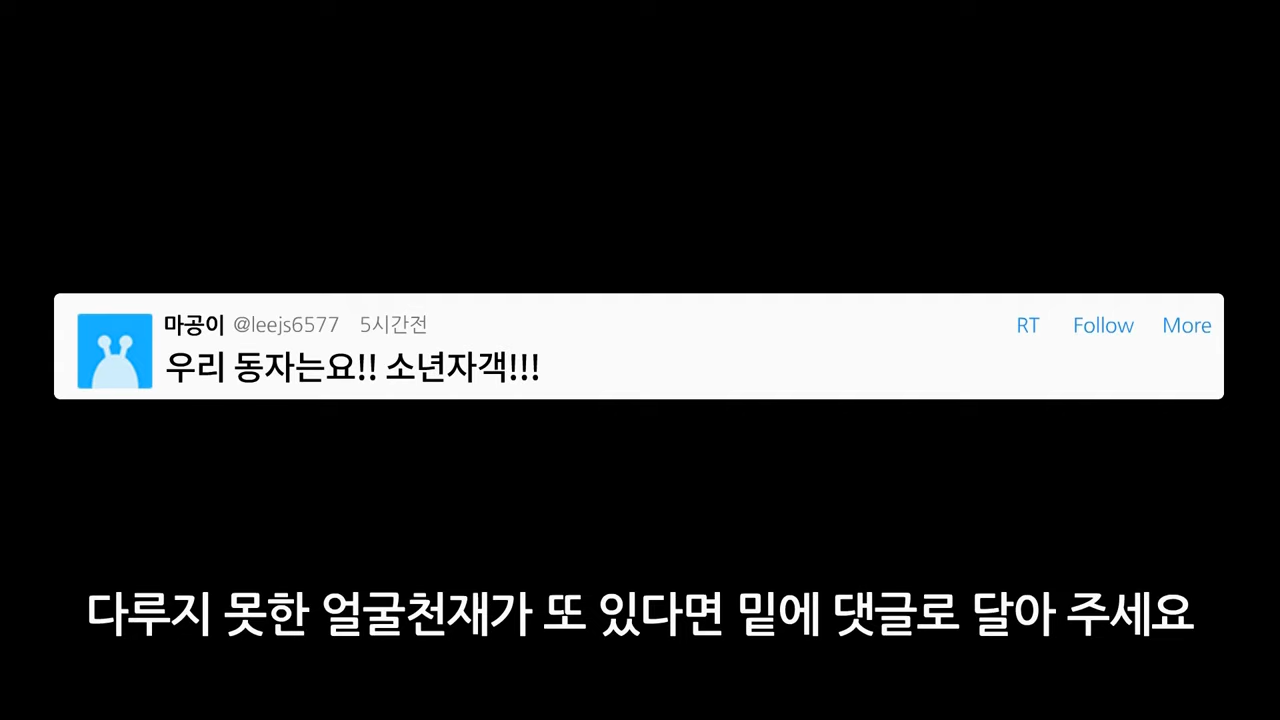 마공이 @leejs6577 5시간전 RT Follow More
우리 동자는요!! 소년자객!!!
다루지 못한 얼굴천재가 또 있다면 밑에 댓글로 달아 주세요